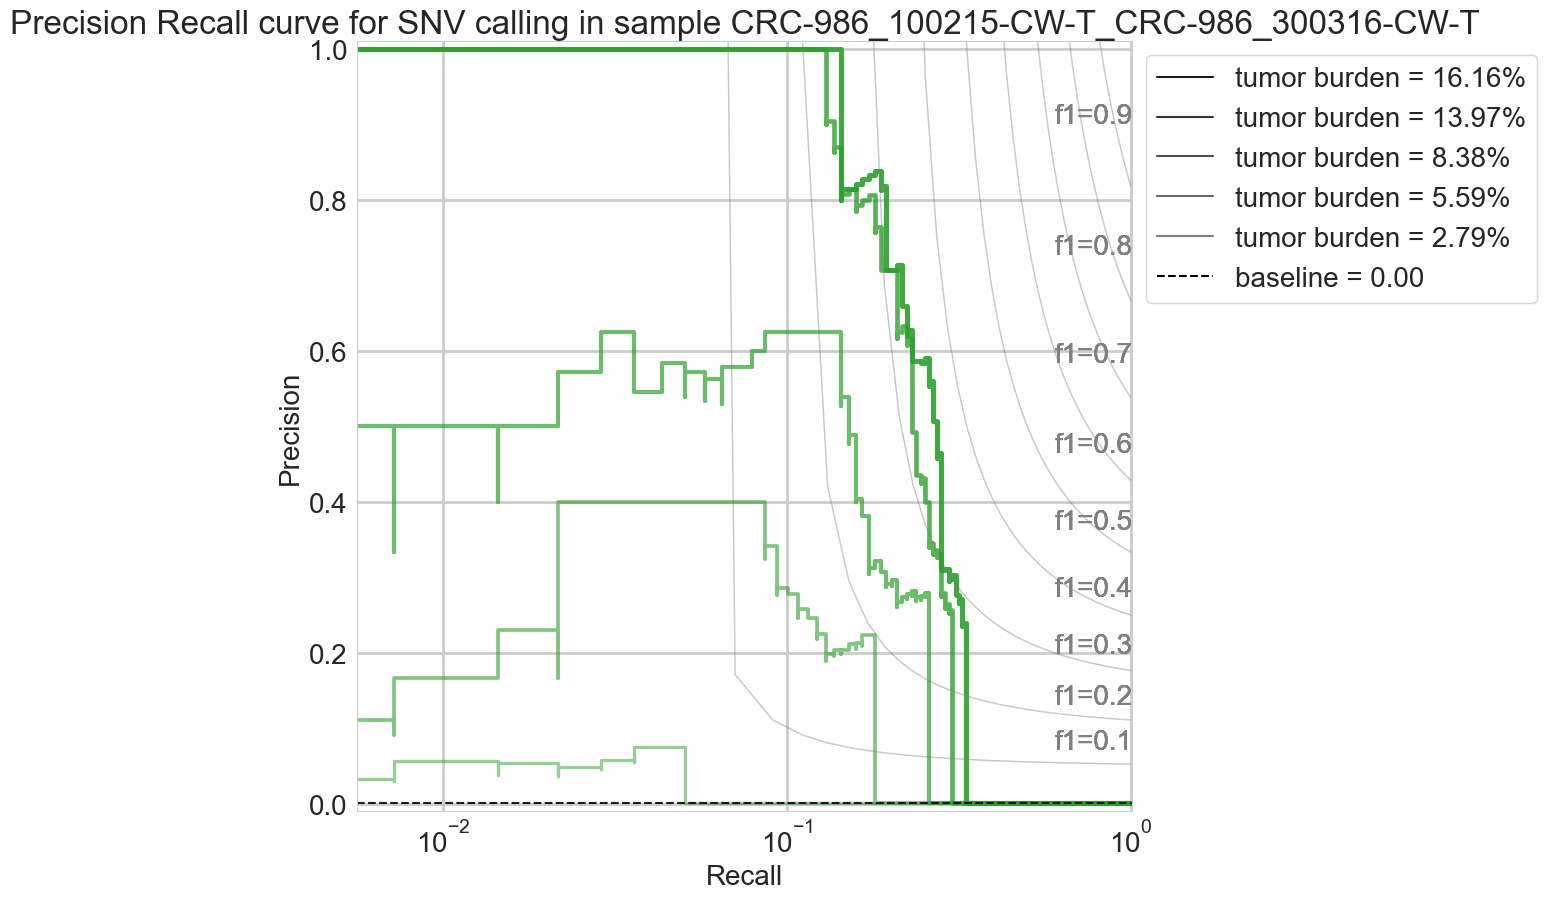 Precision Recall curve for SNV calling in sample CRC-986_100215-CW-T_CRC-986_300316-CW-T
1.0
0.8
0.6
0.4
0.2
0.0
Precision
10⁻²
10⁻¹
10⁰
Recall
f1=0.9
f1=0.8
f1=0.7
f1=0.6
f1=0.5
f1=0.4
f1=0.3
f1=0.2
f1=0.1
tumor burden = 16.16%
tumor burden = 13.97%
tumor burden = 8.38%
tumor burden = 5.59%
tumor burden = 2.79%
baseline = 0.00